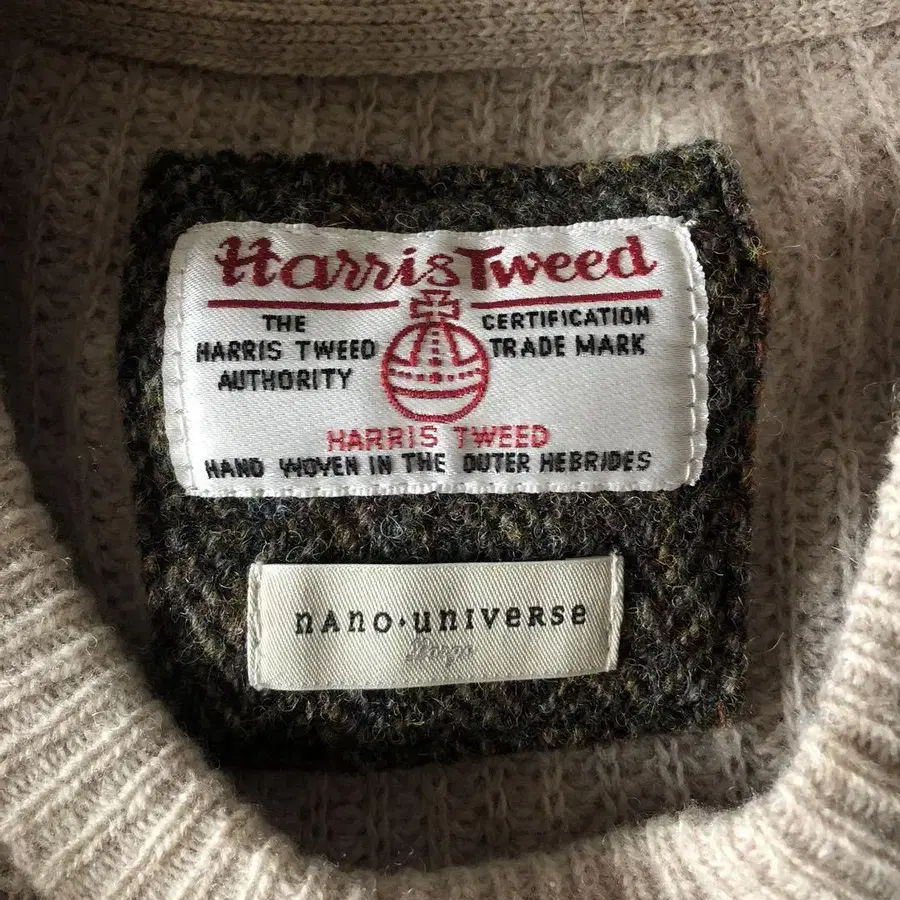 Harris Tweed
THE
HARRIS TWEED
AUTHORITY
CERTIFICATION
TRADE MARK
HARRIS TWEED
HAND WOVEN IN THE OUTER HEBRIDES
nAno·universe